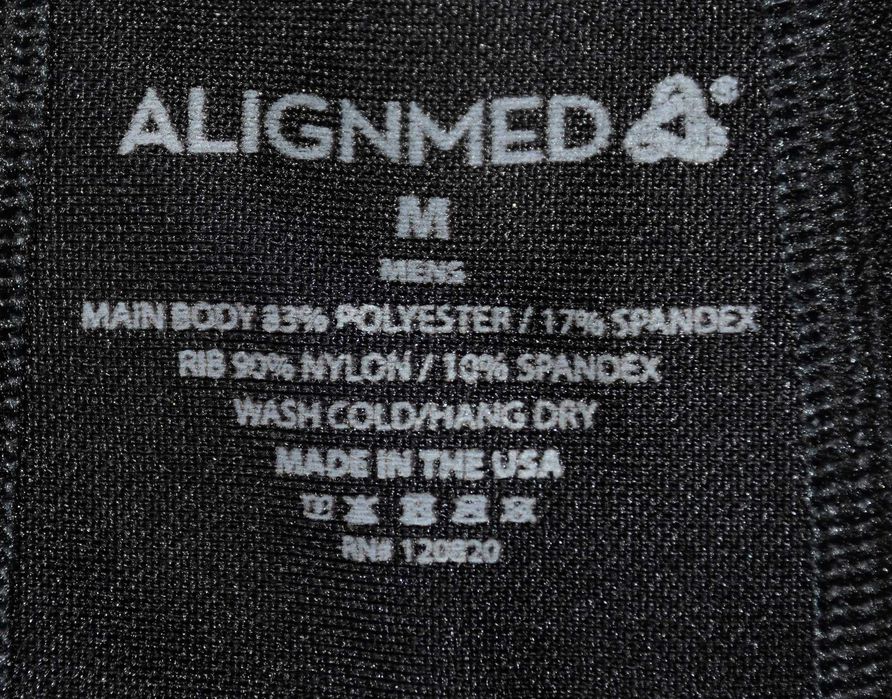 ALiGNMED
M
MENS
MAIN BODY 83% POLYESTER / 17% SPANDEX
RIB 90% NYLON / 10% SPANDEX
WASH COLD/HANG DRY
MADE IN THE USA
RN# 120820